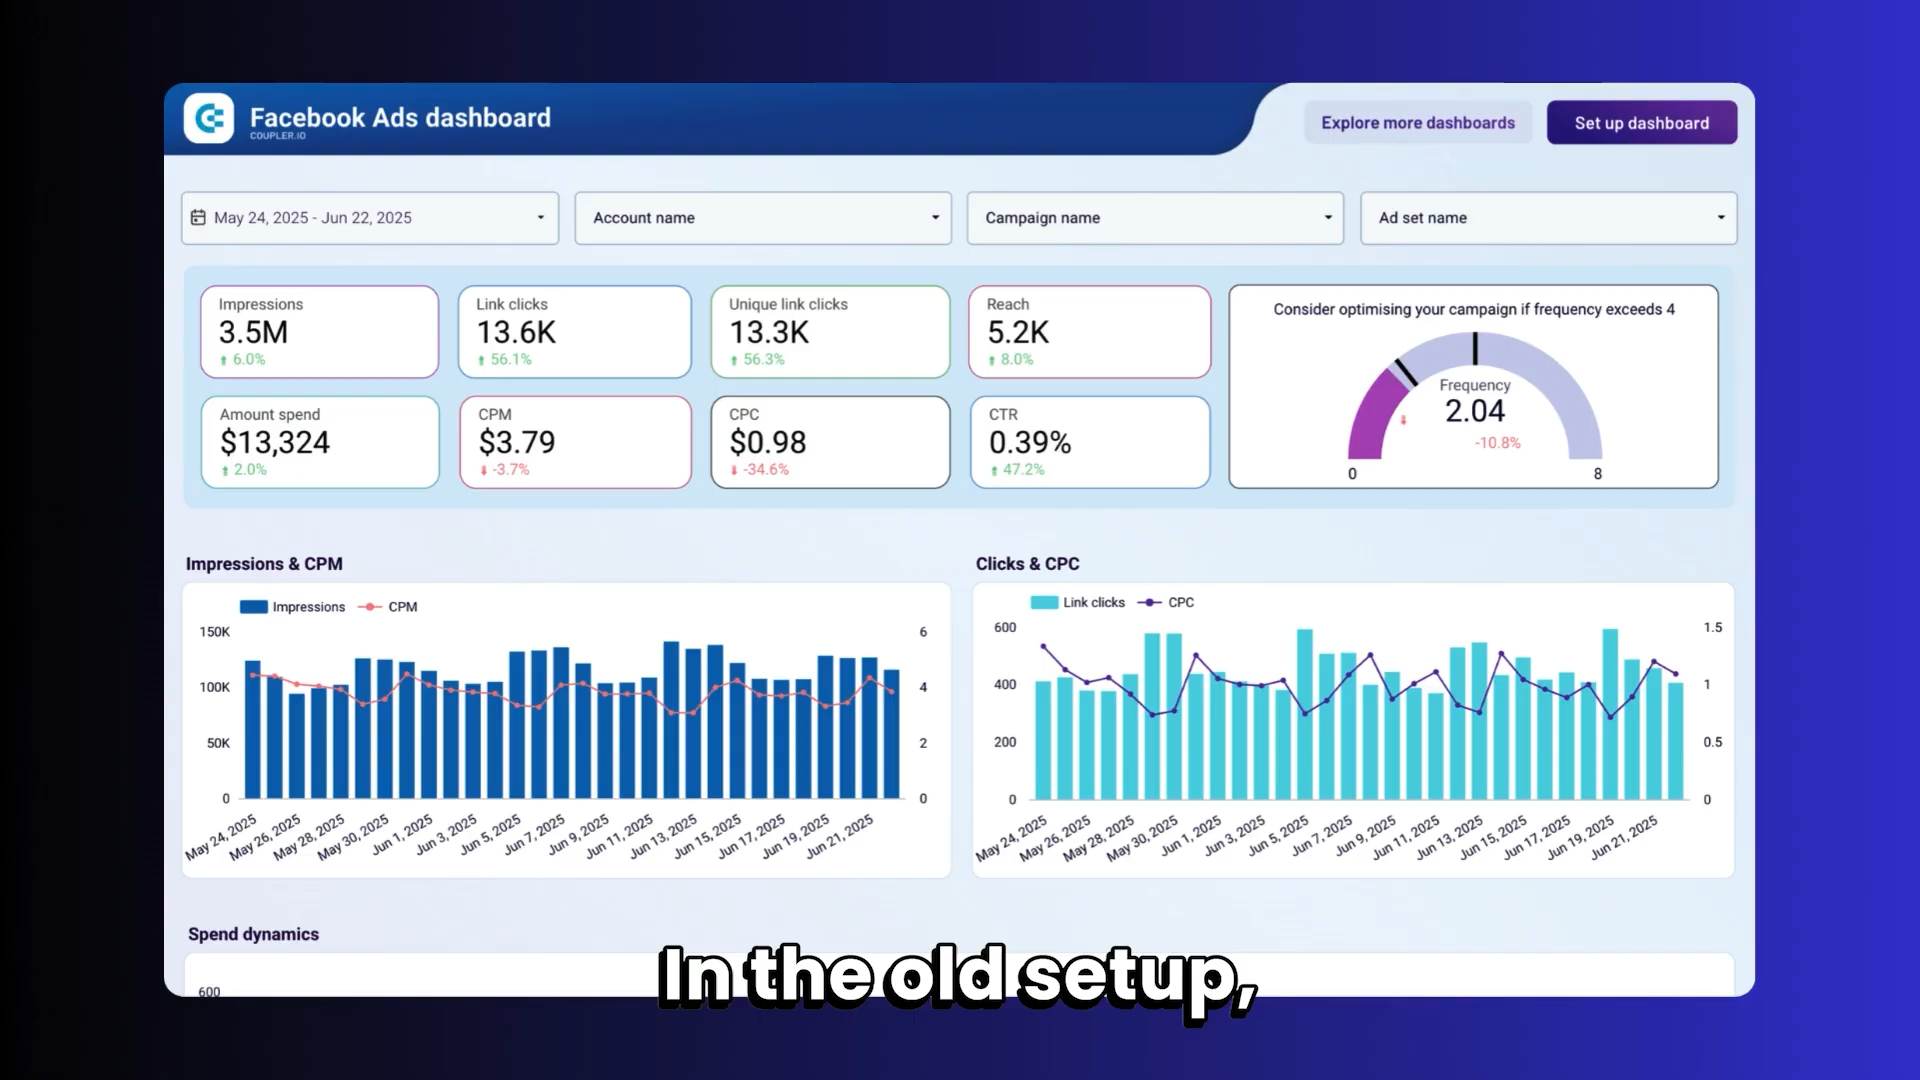 Facebook Ads dashboard
COUPLER.IO
Explore more dashboards
Set up dashboard
May 24, 2025 - Jun 22, 2025
Account name
Campaign name
Ad set name
Impressions
3.5M
6.0%
Link clicks
13.6K
56.1%
Unique link clicks
13.3K
56.3%
Reach
5.2K
8.0%
Amount spend
$13,324
2.0%
CPM
$3.79
-3.7%
CPC
$0.98
-34.6%
CTR
0.39%
47.2%
Consider optimising your campaign if frequency exceeds 4
Frequency
2.04
-10.8%
0
8
Impressions & CPM
Impressions
CPM
150K
100K
50K
0
6
4
2
0
May 24, 2025
May 26, 2025
May 28, 2025
May 30, 2025
Jun 1, 2025
Jun 3, 2025
Jun 5, 2025
Jun 7, 2025
Jun 9, 2025
Jun 11, 2025
Jun 13, 2025
Jun 15, 2025
Jun 17, 2025
Jun 19, 2025
Jun 21, 2025
Clicks & CPC
Link clicks
CPC
600
400
200
0
1.5
1
0.5
0
May 24, 2025
May 26, 2025
May 28, 2025
May 30, 2025
Jun 1, 2025
Jun 3, 2025
Jun 5, 2025
Jun 7, 2025
Jun 9, 2025
Jun 11, 2025
Jun 13, 2025
Jun 15, 2025
Jun 17, 2025
Jun 19, 2025
Jun 21, 2025
Spend dynamics
600
In the old setup,